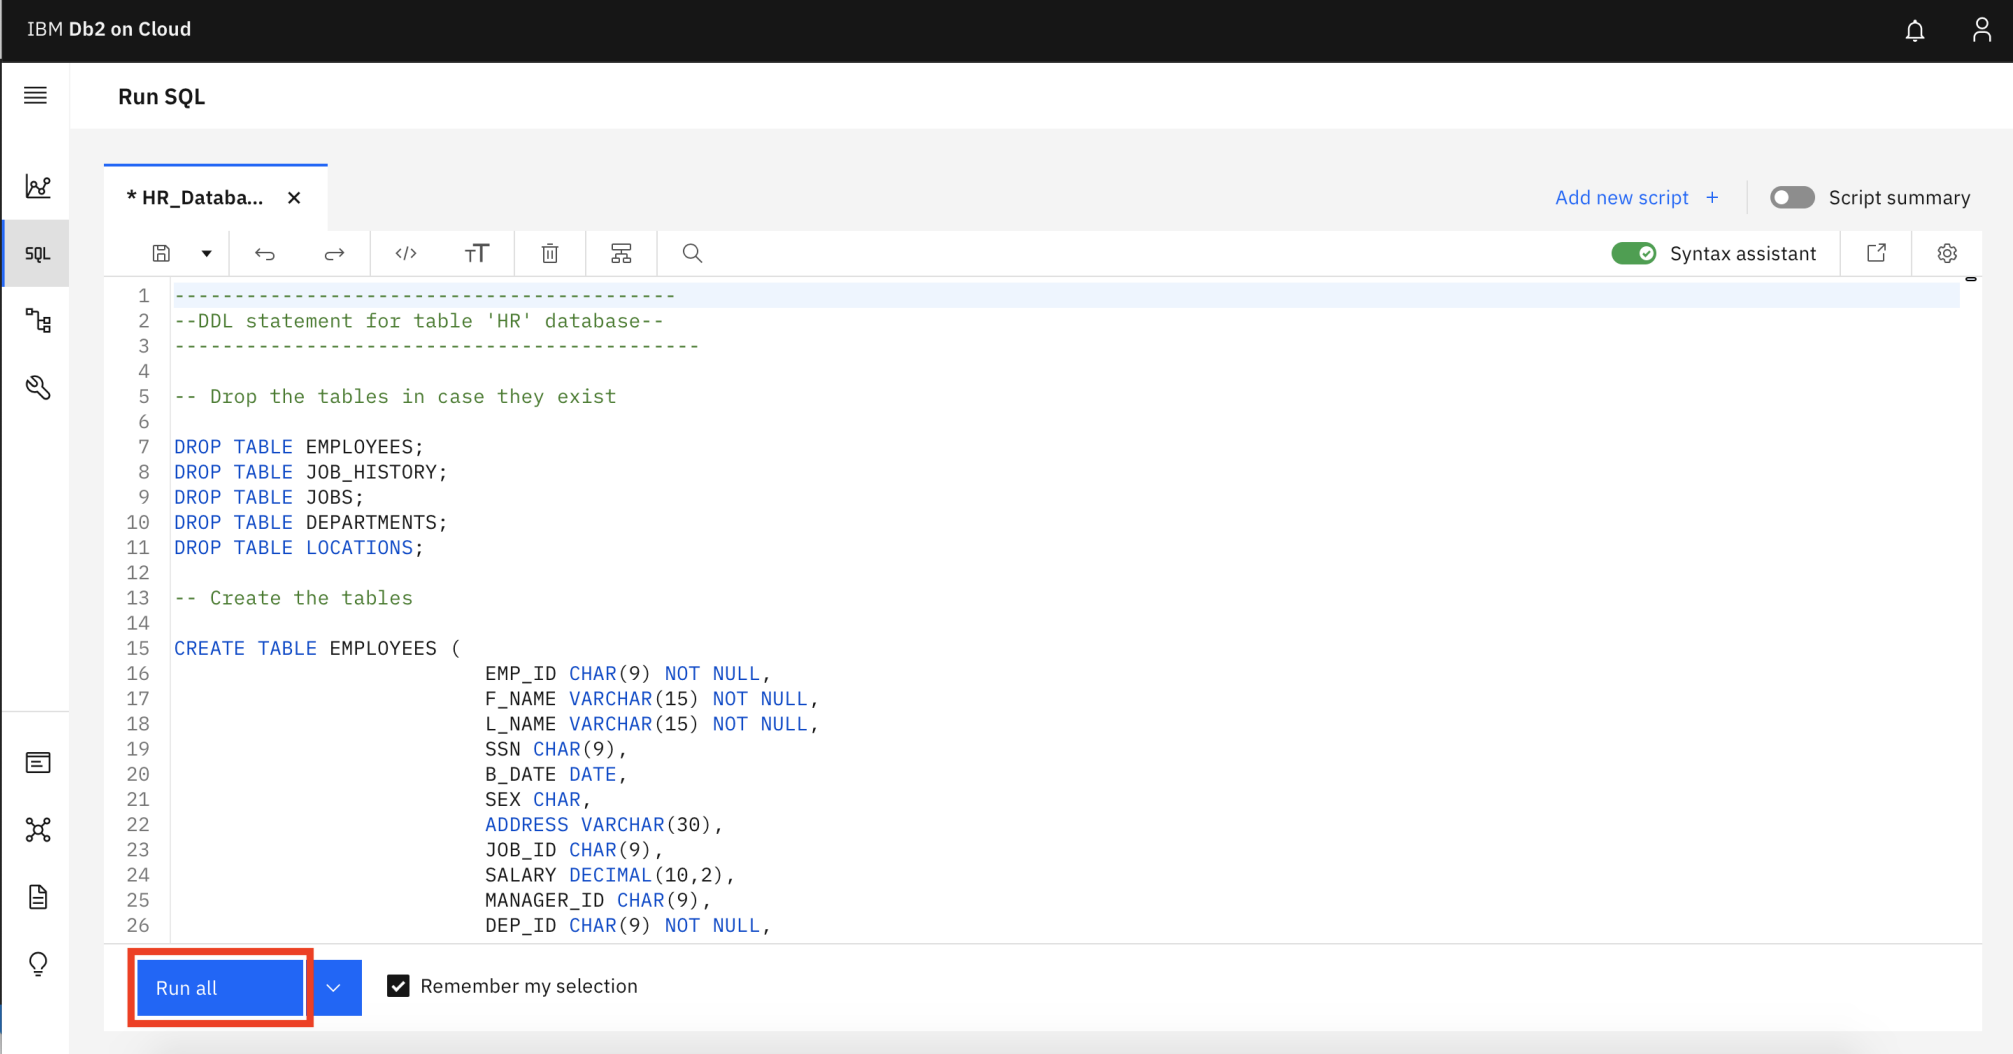 IBM Db2 on Cloud
Run SQL
* HR_Databa...
Add new script +
Script summary
SQL
Syntax assistant
1 ------------------------------------------
2 --DDL statement for table 'HR' database--
3 --------------------------------------------
4
5 -- Drop the tables in case they exist
6
7 DROP TABLE EMPLOYEES;
8 DROP TABLE JOB_HISTORY;
9 DROP TABLE JOBS;
10 DROP TABLE DEPARTMENTS;
11 DROP TABLE LOCATIONS;
12
13 -- Create the tables
14
15 CREATE TABLE EMPLOYEES (
16 EMP_ID CHAR(9) NOT NULL,
17 F_NAME VARCHAR(15) NOT NULL,
18 L_NAME VARCHAR(15) NOT NULL,
19 SSN CHAR(9),
20 B_DATE DATE,
21 SEX CHAR,
22 ADDRESS VARCHAR(30),
23 JOB_ID CHAR(9),
24 SALARY DECIMAL(10,2),
25 MANAGER_ID CHAR(9),
26 DEP_ID CHAR(9) NOT NULL,
Run all
Remember my selection